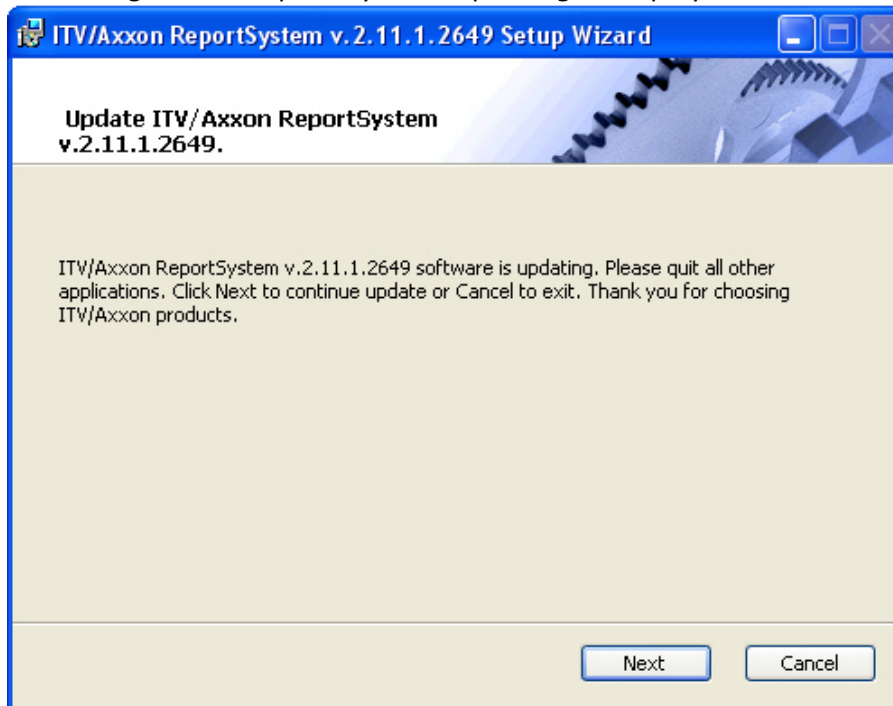 ITV/Axxon ReportSystem v.2.11.1.2649 Setup Wizard
Update ITV/Axxon ReportSystem
v.2.11.1.2649.
ITV/Axxon ReportSystem v.2.11.1.2649 software is updating. Please quit all other
applications. Click Next to continue update or Cancel to exit. Thank you for choosing
ITV/Axxon products.
Next
Cancel